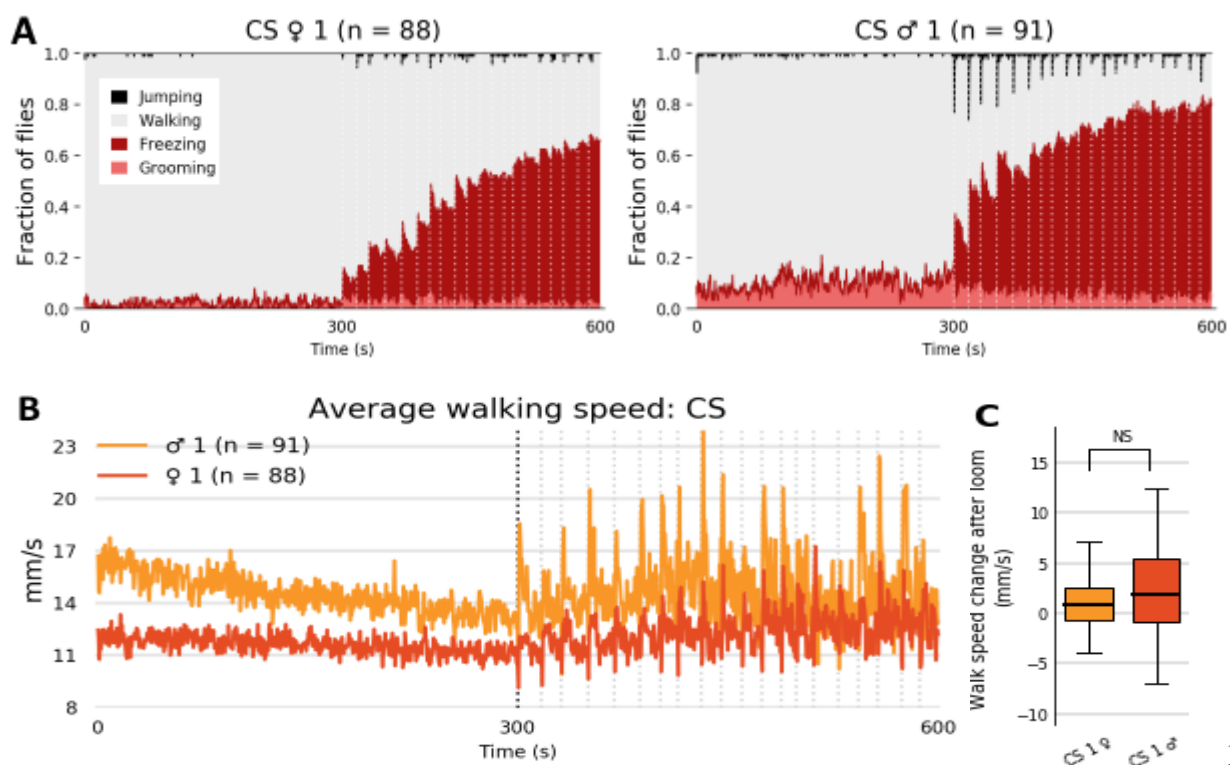 A
CS ♀ 1 (n = 88)
CS ♂ 1 (n = 91)
Fraction of flies
1.0
0.8
0.6
0.4
0.2
0.0
Jumping
Walking
Freezing
Grooming
0
300
600
Time (s)
Fraction of flies
1.0
0.8
0.6
0.4
0.2
0.0
0
300
600
Time (s)
B
Average walking speed: CS
♂ 1 (n = 91)
♀ 1 (n = 88)
mm/s
23
20
17
14
11
8
0
300
600
Time (s)
C
NS
Walk speed change after loom
(mm/s)
15
10
5
0
−5
−10
CS 1 ♀
CS 1 ♂